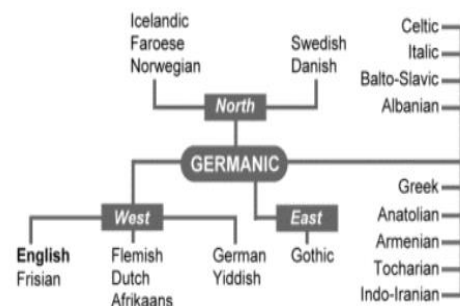 Icelandic
Faroese
Norwegian
Swedish
Danish
North
GERMANIC
West
East
English
Frisian
Flemish
Dutch
Afrikaans
German
Yiddish
Gothic
Celtic
Italic
Balto-Slavic
Albanian
Greek
Anatolian
Armenian
Tocharian
Indo-Iranian